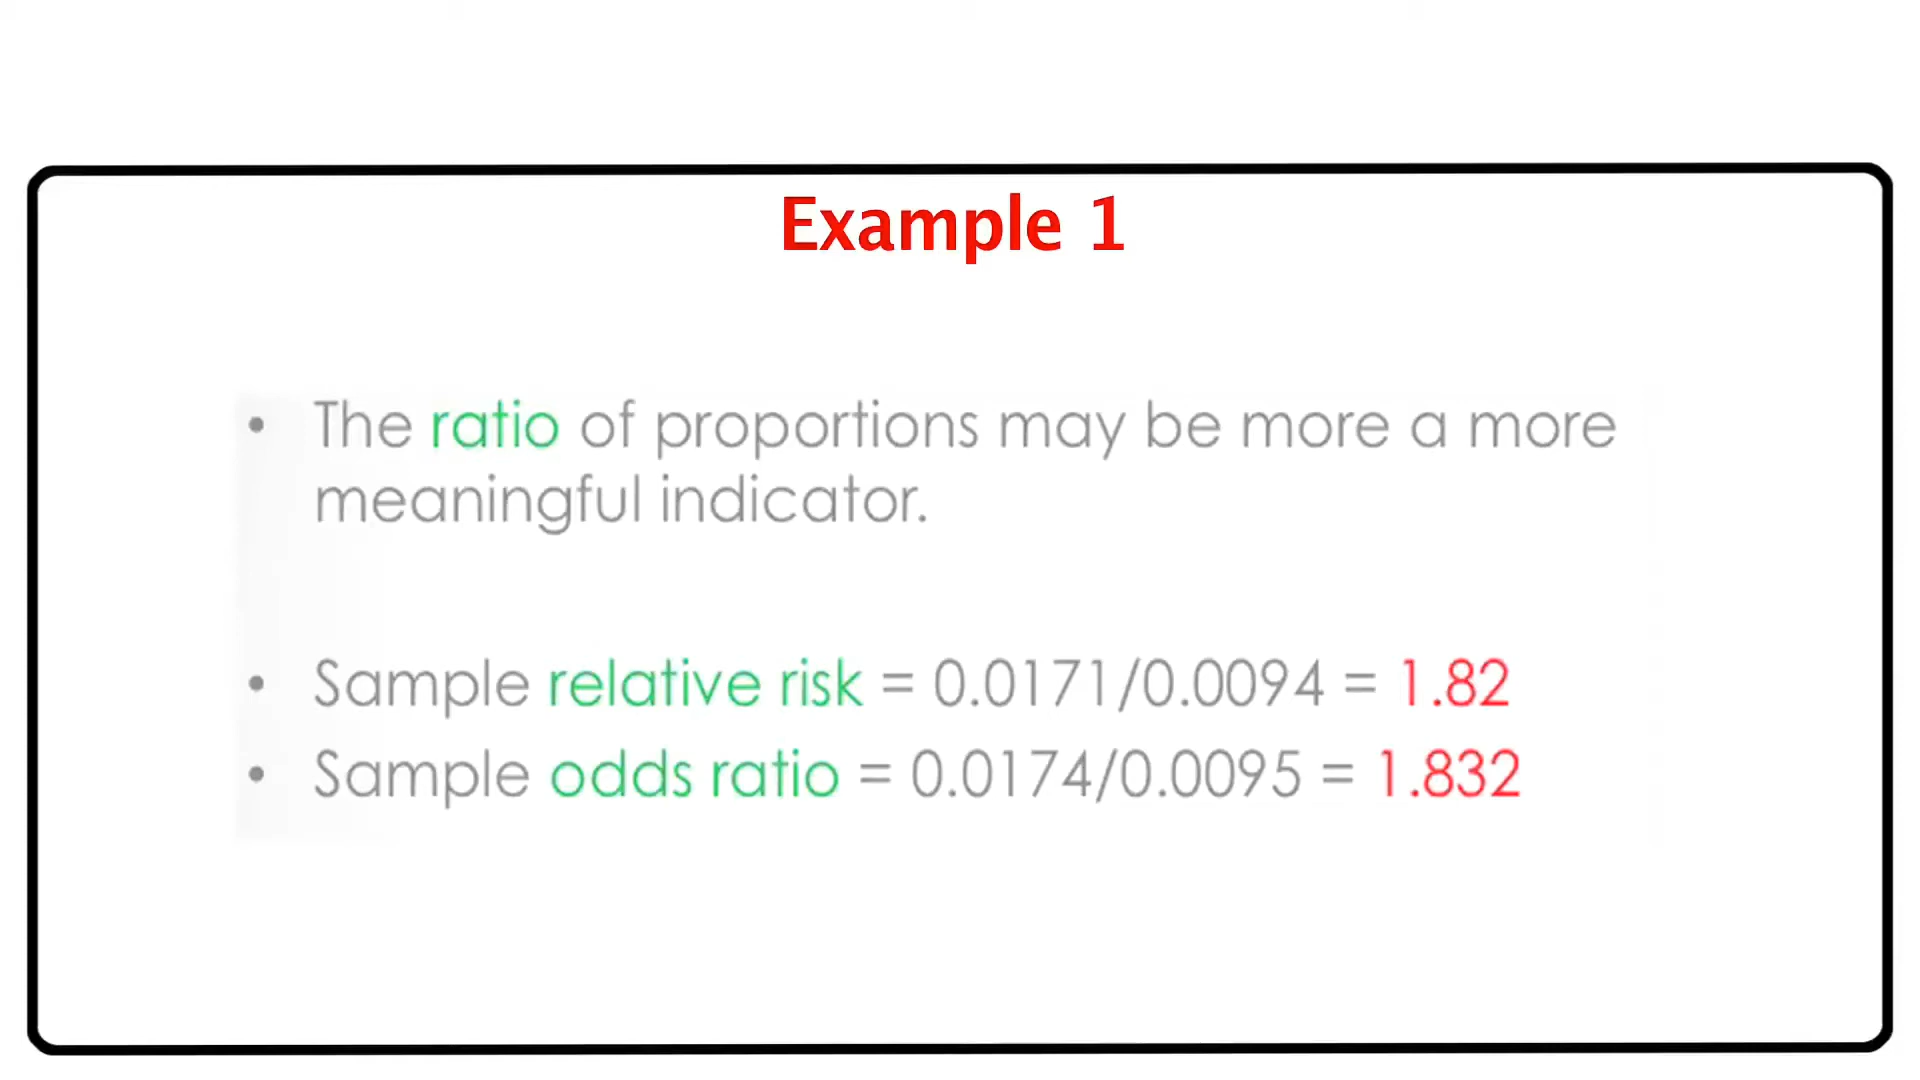 Example 1
• The ratio of proportions may be more a more
meaningful indicator.
• Sample relative risk = 0.0171/0.0094 = 1.82
• Sample odds ratio = 0.0174/0.0095 = 1.832